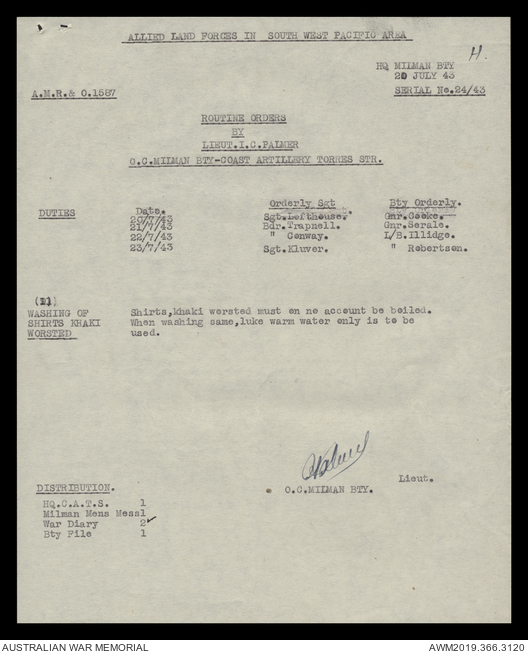 ALLIED LAND FORCES IN SOUTH WEST PACIFIC AREA
H.
HQ MILMAN BTY
20 JULY 43
A.M.R.& O.1587
SERIAL No.24/43
ROUTINE ORDERS
BY
LIEUT.I.C.PALMER
O.C.MILMAN BTY-COAST ARTILLERY TORRES STR.
DUTIES Date. Orderly Sgt Bty Orderly.
20/7/43 Sgt.Lofthouser. Gnr.Cooke.
21/7/43 Bdr.Trapnell. Gnr.Serale.
22/7/43 " Conway. L/B.Illidge.
23/7/43 Sgt.Kluver. " Robertson.
WASHING OF Shirts,khaki worsted must on no account be boiled.
SHIRTS KHAKI When washing same,luke warm water only is to be
WORSTED used.
Lieut.
O.C.MILMAN BTY.
DISTRIBUTION.
HQ.C.A.T.S. 1
Milman Mens Mess1
War Diary 2
Bty File 1
AUSTRALIAN WAR MEMORIAL AWM2019.366.3120